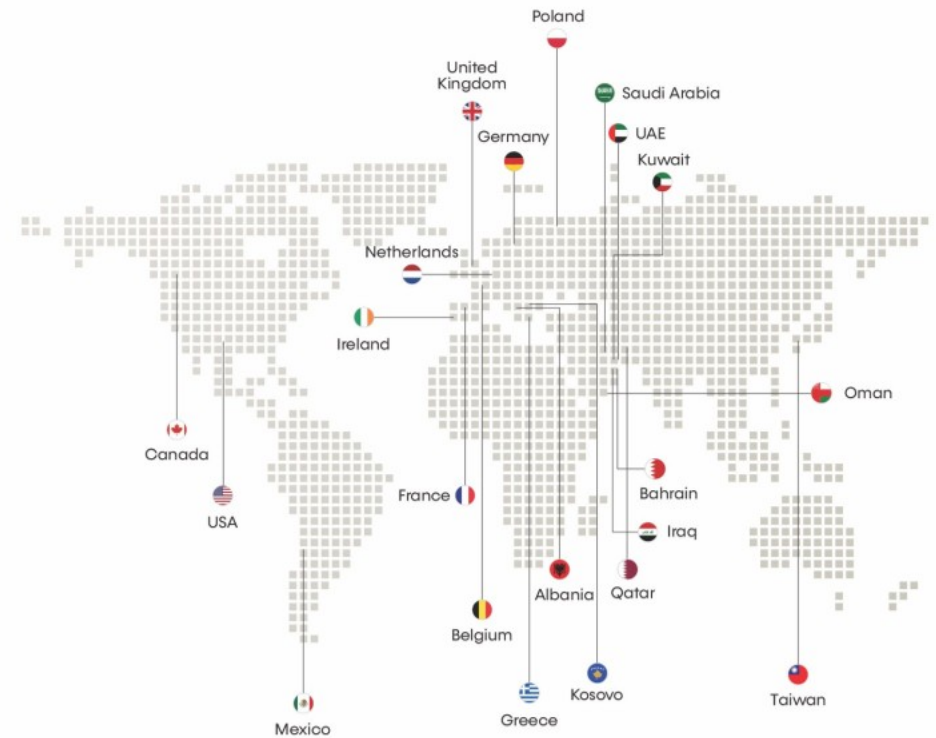 Poland
United
Kingdom
Saudi Arabia
Germany
UAE
Kuwait
Netherlands
Ireland
Oman
Canada
France
Bahrain
USA
Iraq
Albania
Qatar
Belgium
Kosovo
Taiwan
Greece
Mexico